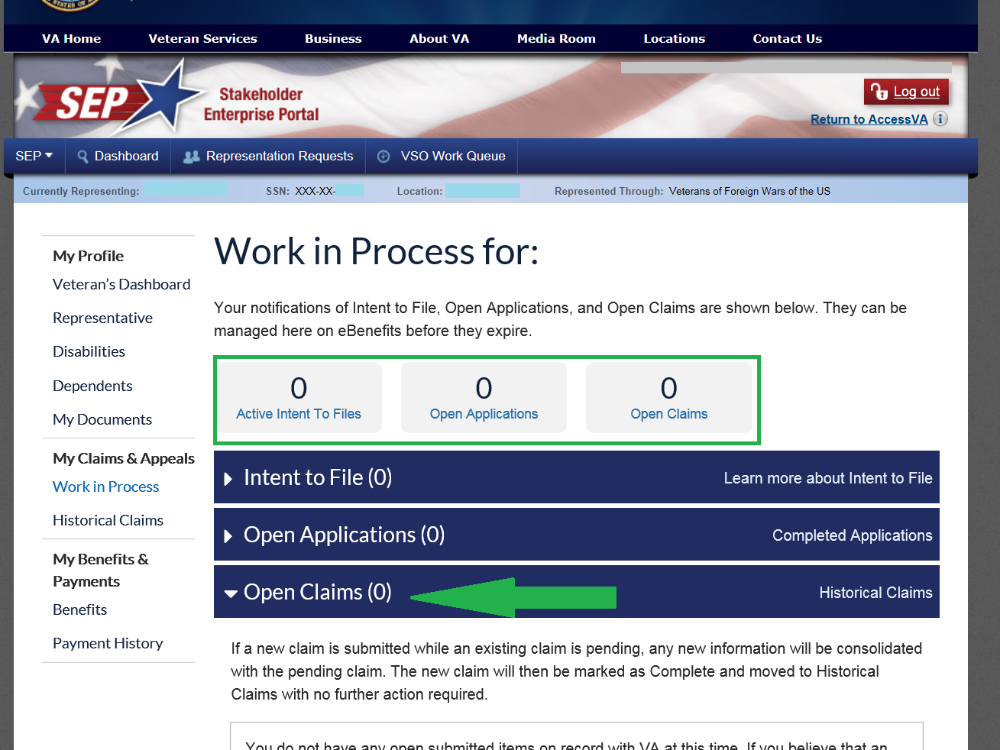 STATES OF
VA Home Veteran Services Business About VA Media Room Locations Contact Us
SEP Stakeholder
Enterprise Portal
Log out
Return to AccessVA i
SEP Dashboard Representation Requests VSO Work Queue
Currently Representing: SSN: XXX-XX- Location: Represented Through: Veterans of Foreign Wars of the US
My Profile
Veteran's Dashboard
Representative
Disabilities
Dependents
My Documents
My Claims & Appeals
Work in Process
Historical Claims
My Benefits &
Payments
Benefits
Payment History
Work in Process for:
Your notifications of Intent to File, Open Applications, and Open Claims are shown below. They can be
managed here on eBenefits before they expire.
0
Active Intent To Files
0
Open Applications
0
Open Claims
Intent to File (0) Learn more about Intent to File
Open Applications (0) Completed Applications
Open Claims (0) Historical Claims
If a new claim is submitted while an existing claim is pending, any new information will be consolidated
with the pending claim. The new claim will then be marked as Complete and moved to Historical
Claims with no further action required.
You do not have any open submitted items on record with VA at this time. If you believe that an